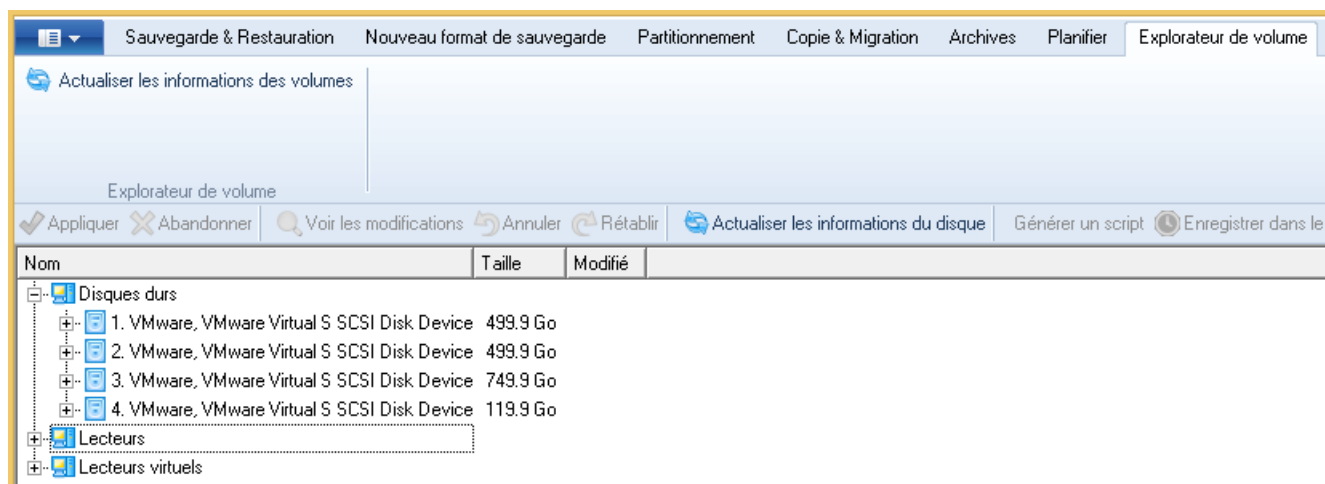 Sauvegarde & Restauration Nouveau format de sauvegarde Partitionnement Copie & Migration Archives Planifier Explorateur de volume
Actualiser les informations des volumes
Explorateur de volume
Appliquer Abandonner Voir les modifications Annuler Rétablir Actualiser les informations du disque Générer un script Enregistrer dans le
Nom Taille Modifié
Disques durs
1. VMware, VMware Virtual S SCSI Disk Device 499.9 Go
2. VMware, VMware Virtual S SCSI Disk Device 499.9 Go
3. VMware, VMware Virtual S SCSI Disk Device 749.9 Go
4. VMware, VMware Virtual S SCSI Disk Device 119.9 Go
Lecteurs
Lecteurs virtuels